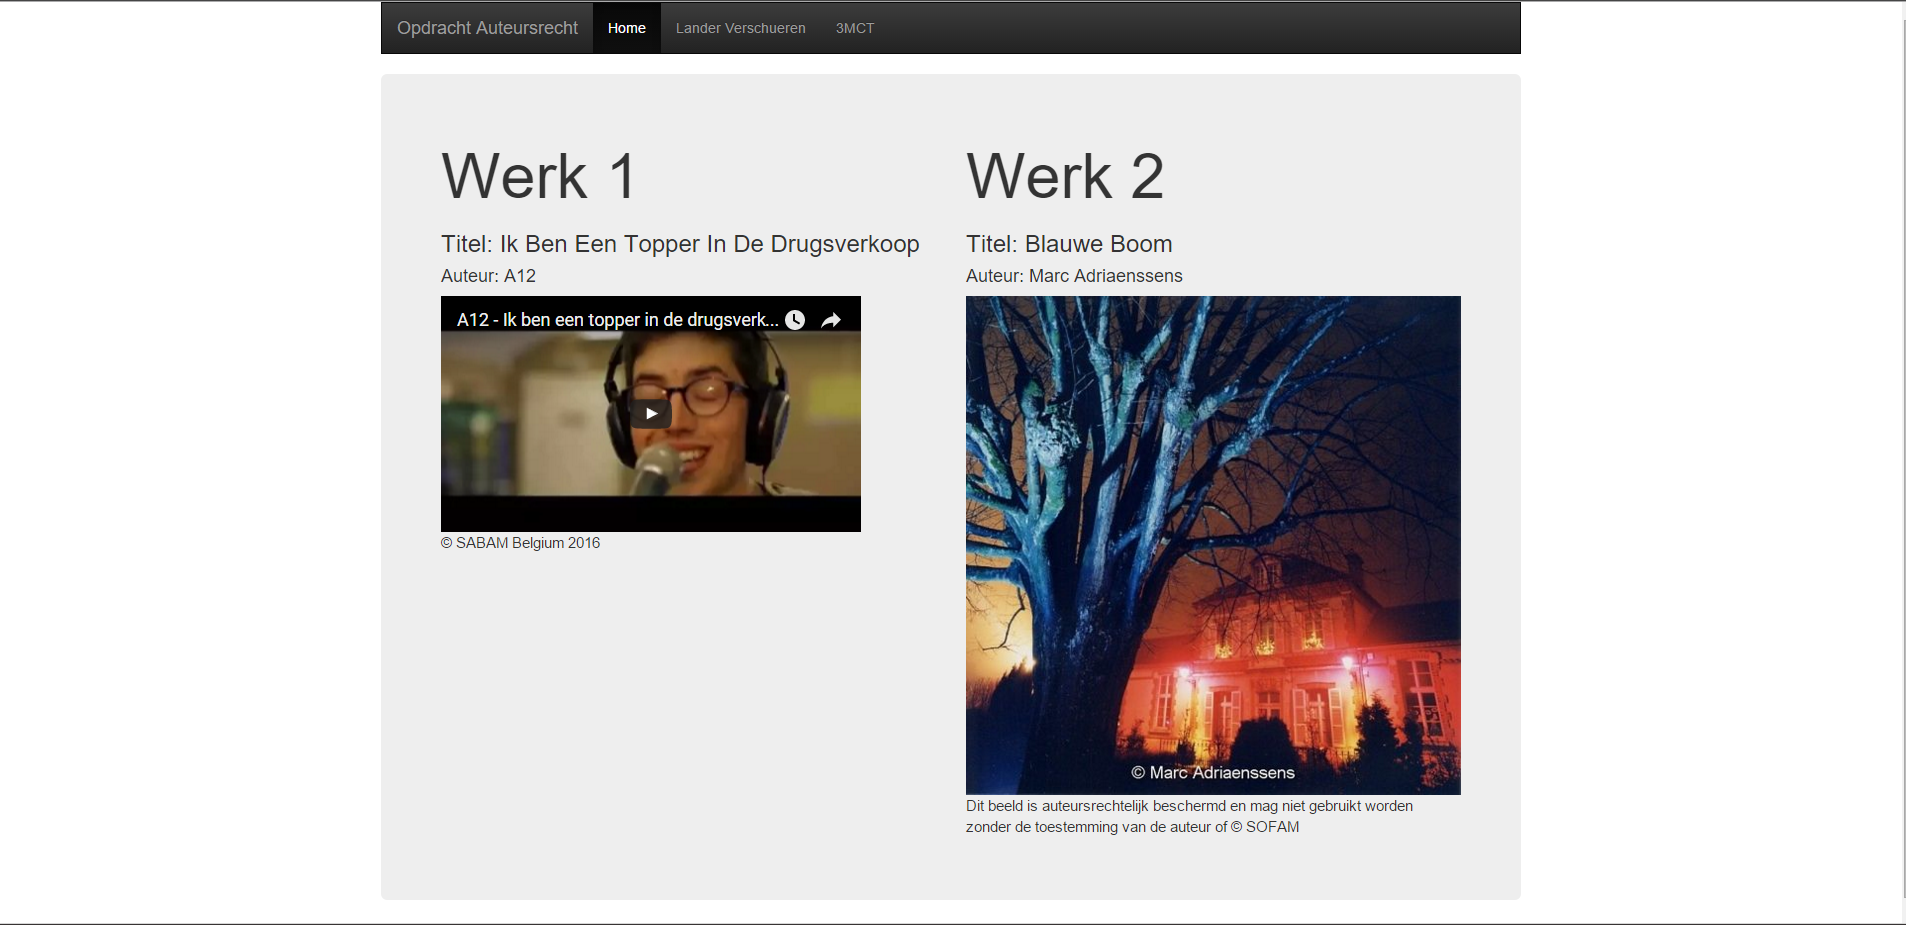 Opdracht Auteursrecht Home Lander Verschueren 3MCT
Werk 1
Titel: Ik Ben Een Topper In De Drugsverkoop
Auteur: A12
A12 - Ik ben een topper in de drugsverk...
© SABAM Belgium 2016
Werk 2
Titel: Blauwe Boom
Auteur: Marc Adriaenssens
© Marc Adriaenssens
Dit beeld is auteursrechtelijk beschermd en mag niet gebruikt worden
zonder de toestemming van de auteur of © SOFAM